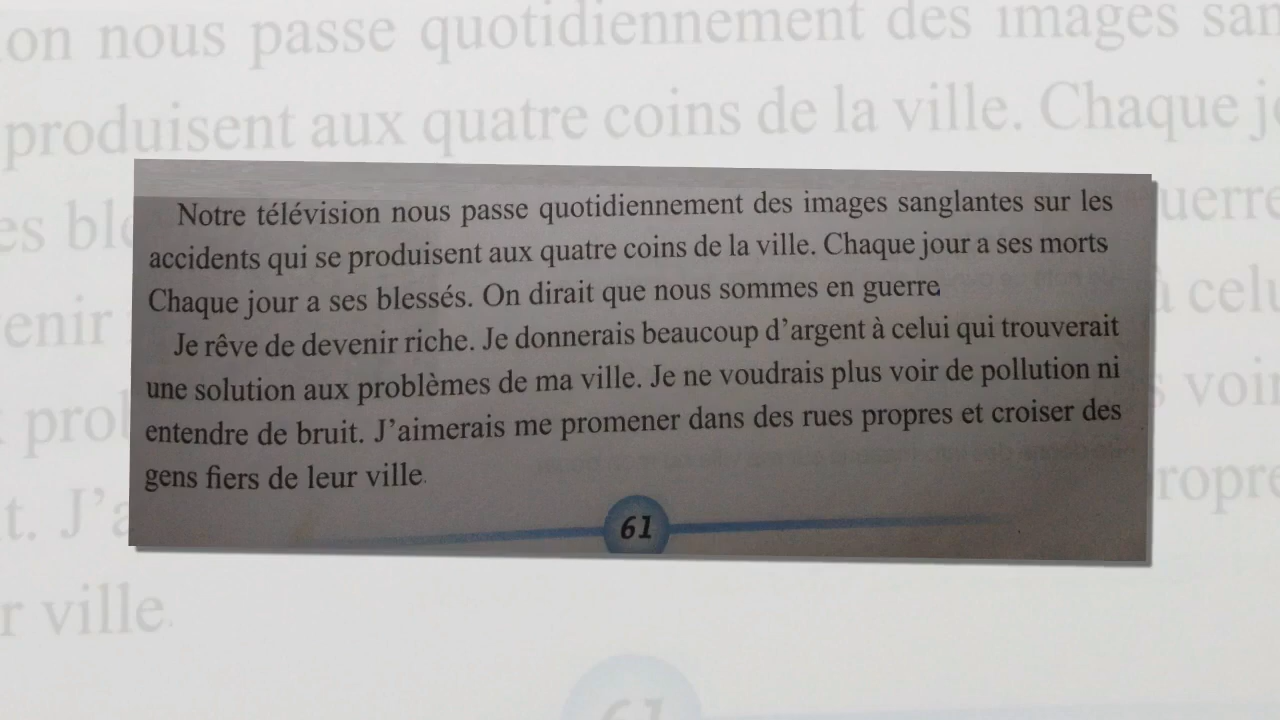 Notre télévision nous passe quotidiennement des images sanglantes sur les
accidents qui se produisent aux quatre coins de la ville. Chaque jour a ses morts
Chaque jour a ses blessés. On dirait que nous sommes en guerre
Je rêve de devenir riche. Je donnerais beaucoup d'argent à celui qui trouverait
une solution aux problèmes de ma ville. Je ne voudrais plus voir de pollution ni
entendre de bruit. J'aimerais me promener dans des rues propres et croiser des
gens fiers de leur ville.
61